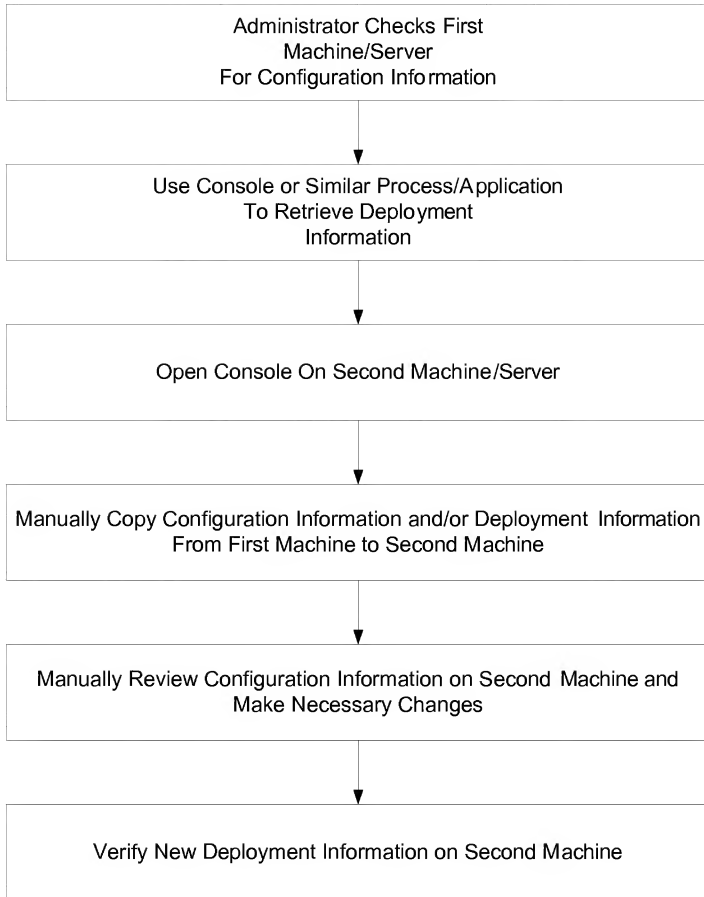 Administrator Checks First
Machine/Server
For Configuration Information
Use Console or Similar Process/Application
To Retrieve Deployment
Information
Open Console On Second Machine/Server
Manually Copy Configuration Information and/or Deployment Information
From First Machine to Second Machine
Manually Review Configuration Information on Second Machine and
Make Necessary Changes
Verify New Deployment Information on Second Machine